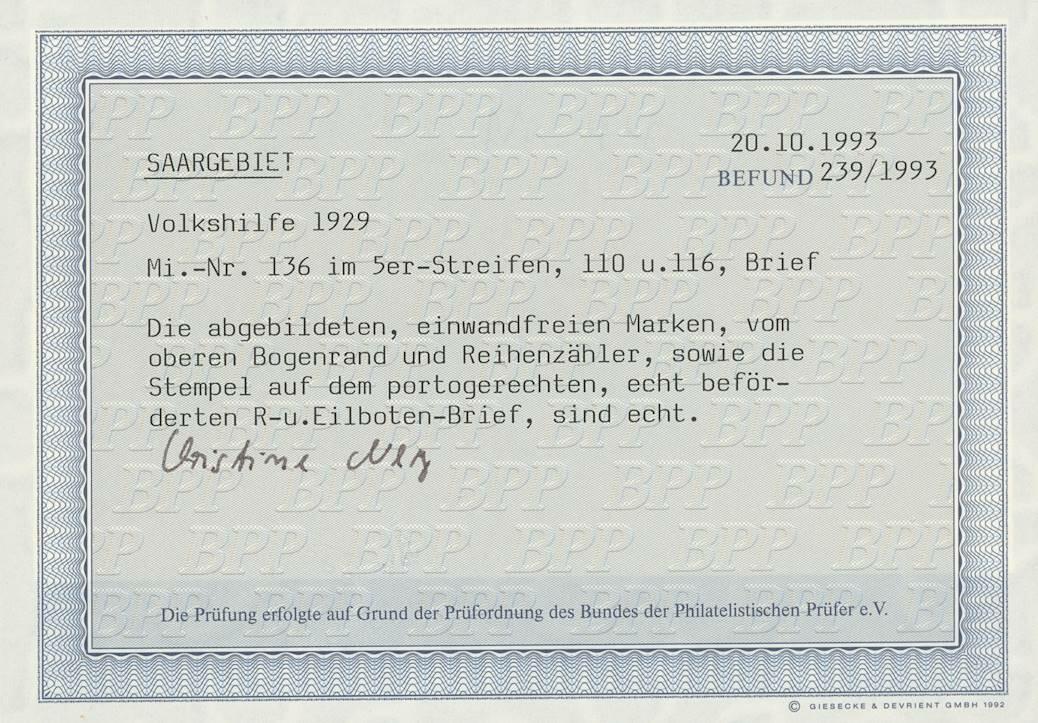 20.10.1993
SAARGEBIET
BEFUND 239/1993
Volkshilfe 1929
Mi.-Nr. 136 im 5er-Streifen, 110 u.116, Brief
Die abgebildeten, einwandfreien Marken, vom
oberen Bogenrand und Reihenzähler, sowie die
Stempel auf dem portogerechten, echt beför-
derten R-u.Eilboten-Brief, sind echt.
Christine Ney
Die Prüfung erfolgte auf Grund der Prüfordnung des Bundes der Philatelistischen Prüfer e.V.
© GIESECKE & DEVRIENT GMBH 1992